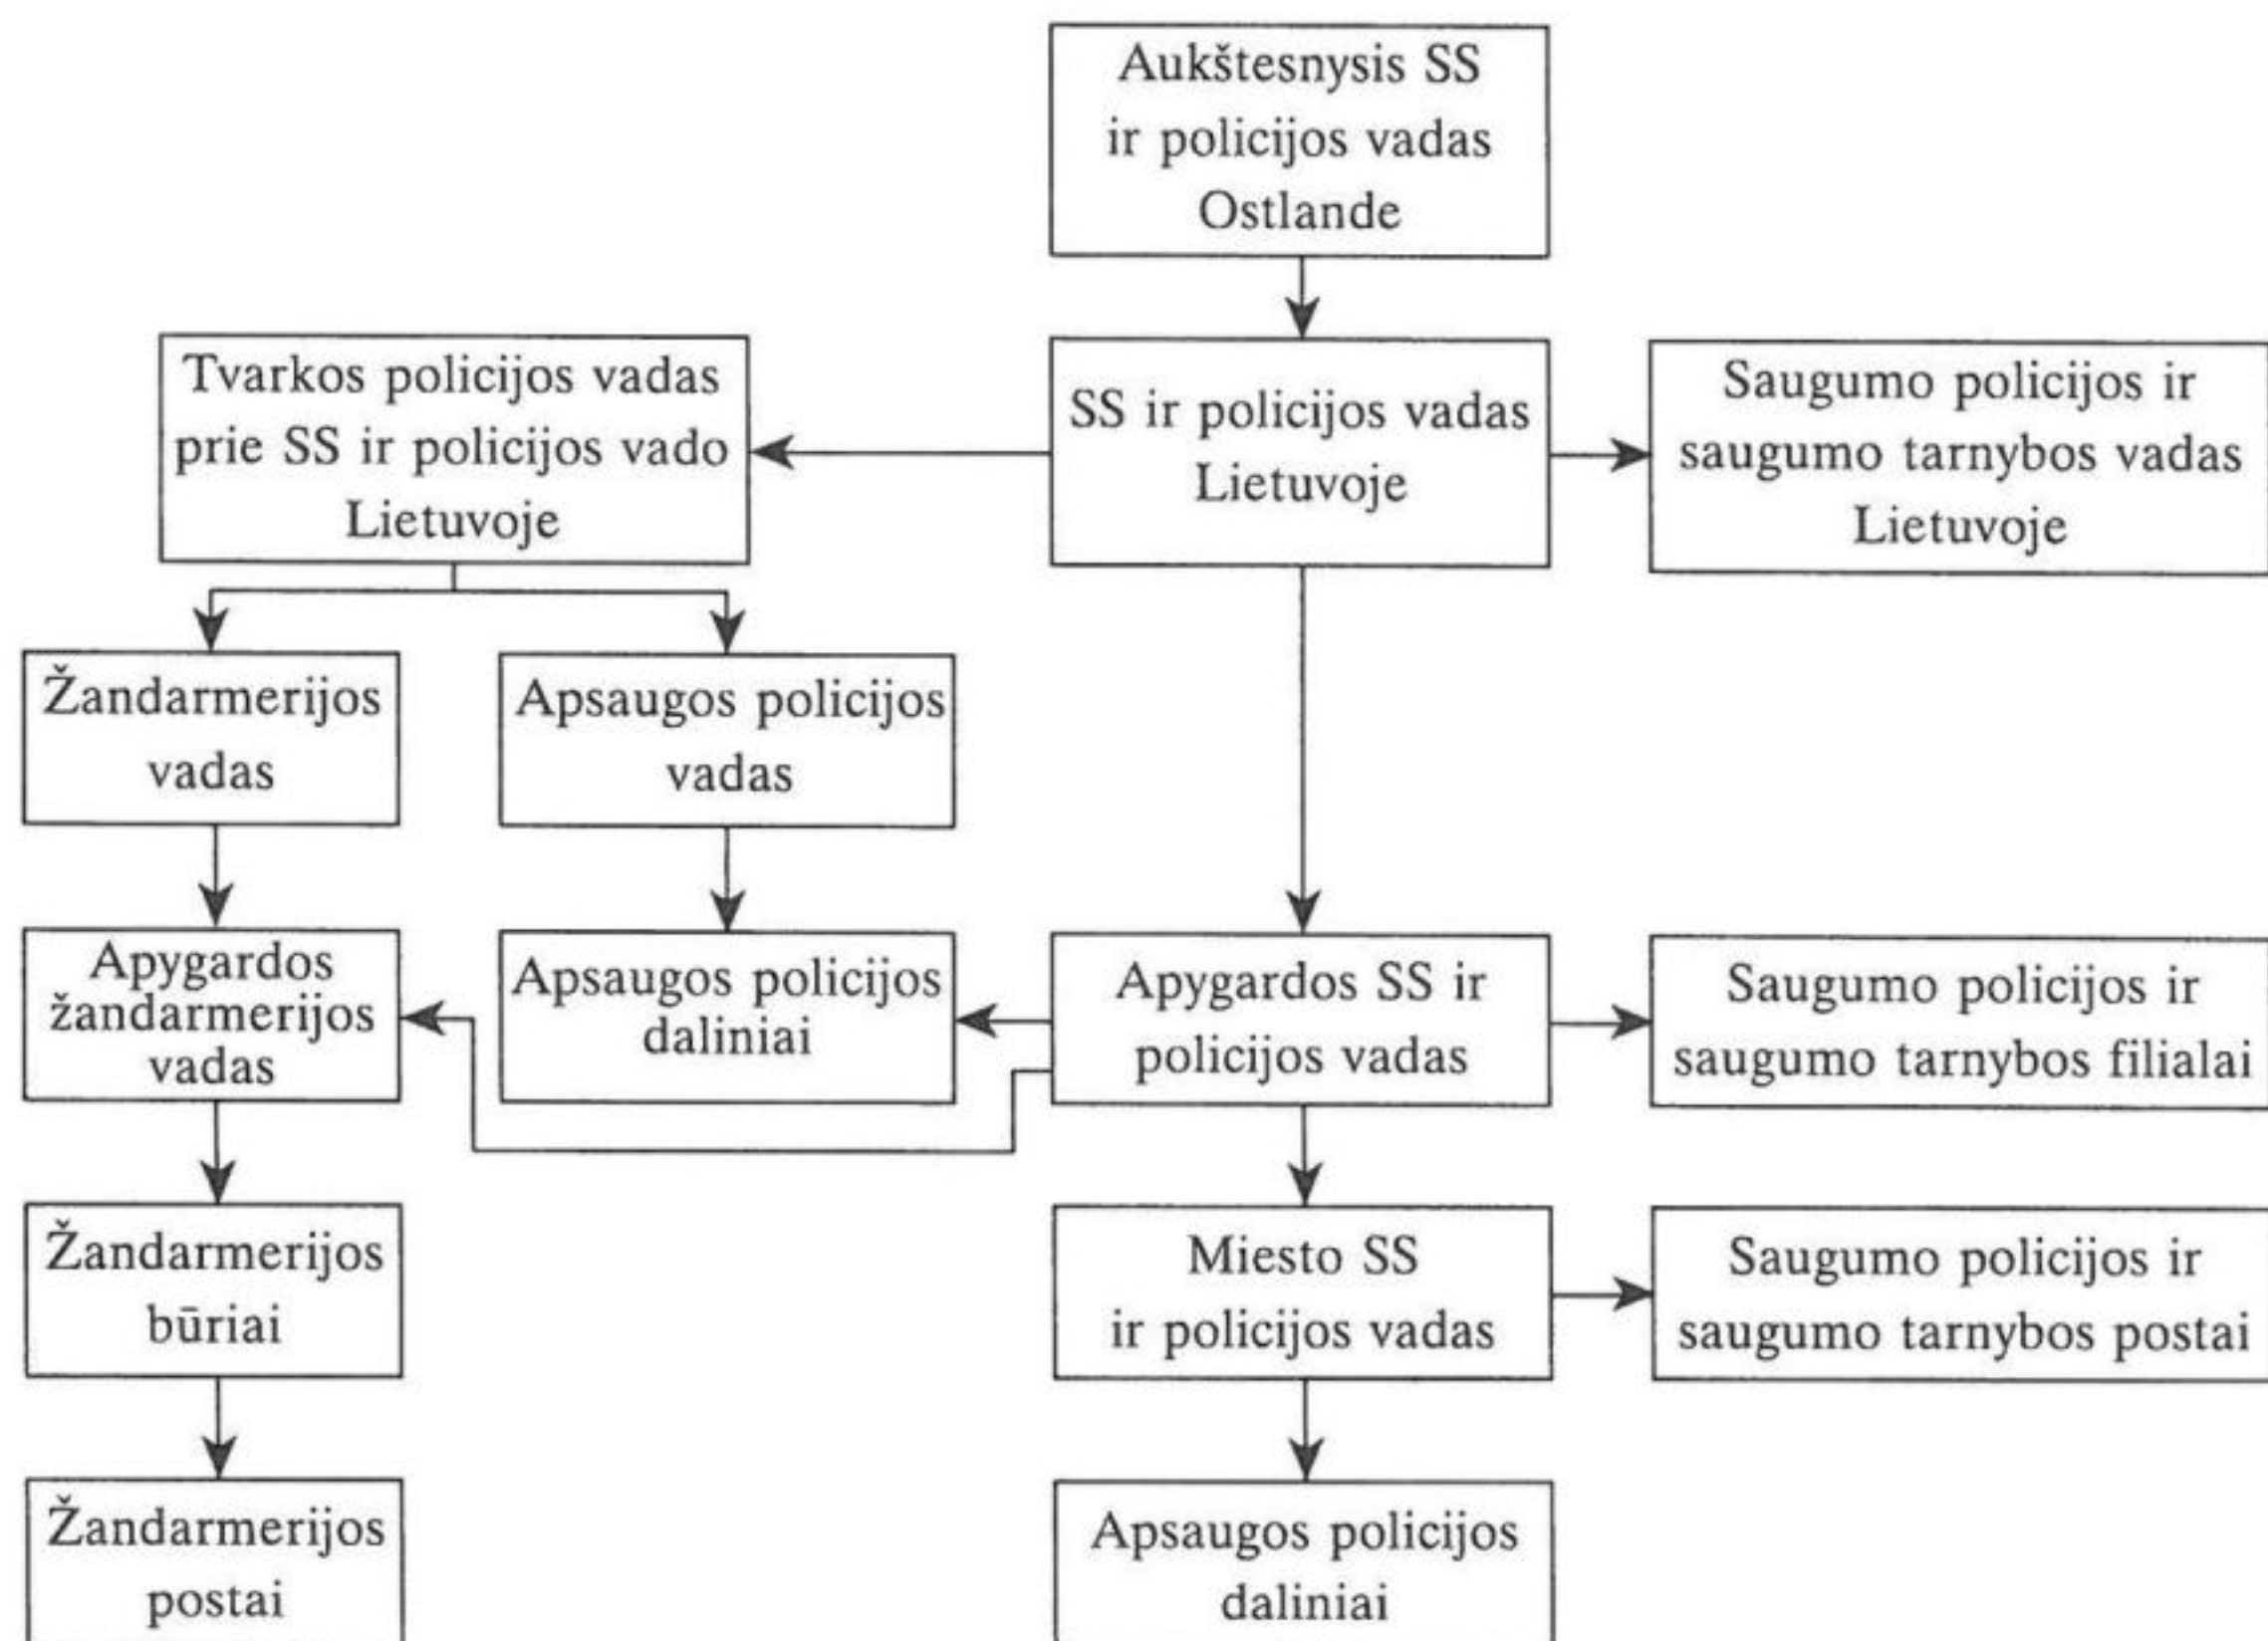 Aukštesnysis SS
ir policijos vadas
Ostlande
Tvarkos policijos vadas
prie SS ir policijos vado
Lietuvoje
SS ir policijos vadas
Lietuvoje
Saugumo policijos ir
saugumo tarnybos vadas
Lietuvoje
Žandarmerijos
vadas
Apsaugos policijos
vadas
Apygardos
žandarmerijos
vadas
Apsaugos policijos
daliniai
Apygardos SS ir
policijos vadas
Saugumo policijos ir
saugumo tarnybos filialai
Žandarmerijos
būriai
Miesto SS
ir policijos vadas
Saugumo policijos ir
saugumo tarnybos postai
Žandarmerijos
postai
Apsaugos policijos
daliniai